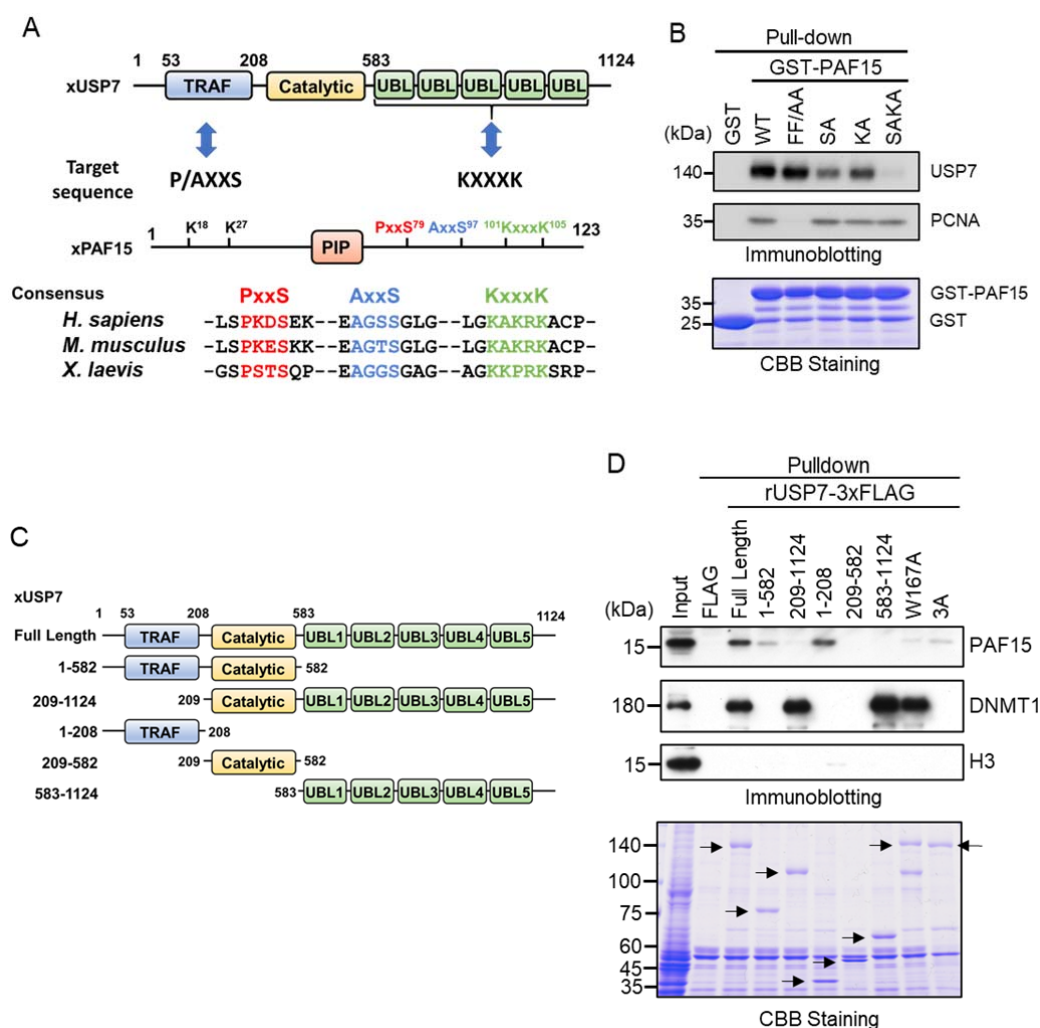 A
1 53 208 583 1124
xUSP7 TRAF Catalytic UBL UBL UBL UBL UBL
Target
sequence
P/AXXS KXXXK
1 K18 K27 PxxS79 AxxS97 101KxxxK105 123
xPAF15 PIP
Consensus PxxS AxxS KxxxK
H. sapiens –LSPKDSEK––EAGSSGLG––LGKAKRKACP–
M. musculus –LSPKESKK––EAGTSGLG––LGKAKRKACP–
X. laevis –GSPSTSQP––EAGGSGAG––AGKKPRKSRP–
B
Pull-down
GST-PAF15
(kDa) GST WT FF/AA SA KA SAKA
140 USP7
35 PCNA
Immunoblotting
35 GST-PAF15
25 GST
CBB Staining
C
xUSP7
1 53 208 583 1124
Full Length TRAF Catalytic UBL1 UBL2 UBL3 UBL4 UBL5
1-582 TRAF Catalytic 582
209-1124 209 Catalytic UBL1 UBL2 UBL3 UBL4 UBL5
1-208 TRAF 208
209-582 209 Catalytic 582
583-1124 583 UBL1 UBL2 UBL3 UBL4 UBL5
D
Pulldown
rUSP7-3xFLAG
(kDa) Input FLAG Full Length 1-582 209-1124 1-208 209-582 583-1124 W167A 3A
15 PAF15
180 DNMT1
15 H3
Immunoblotting
140
100
75
60
45
35
CBB Staining